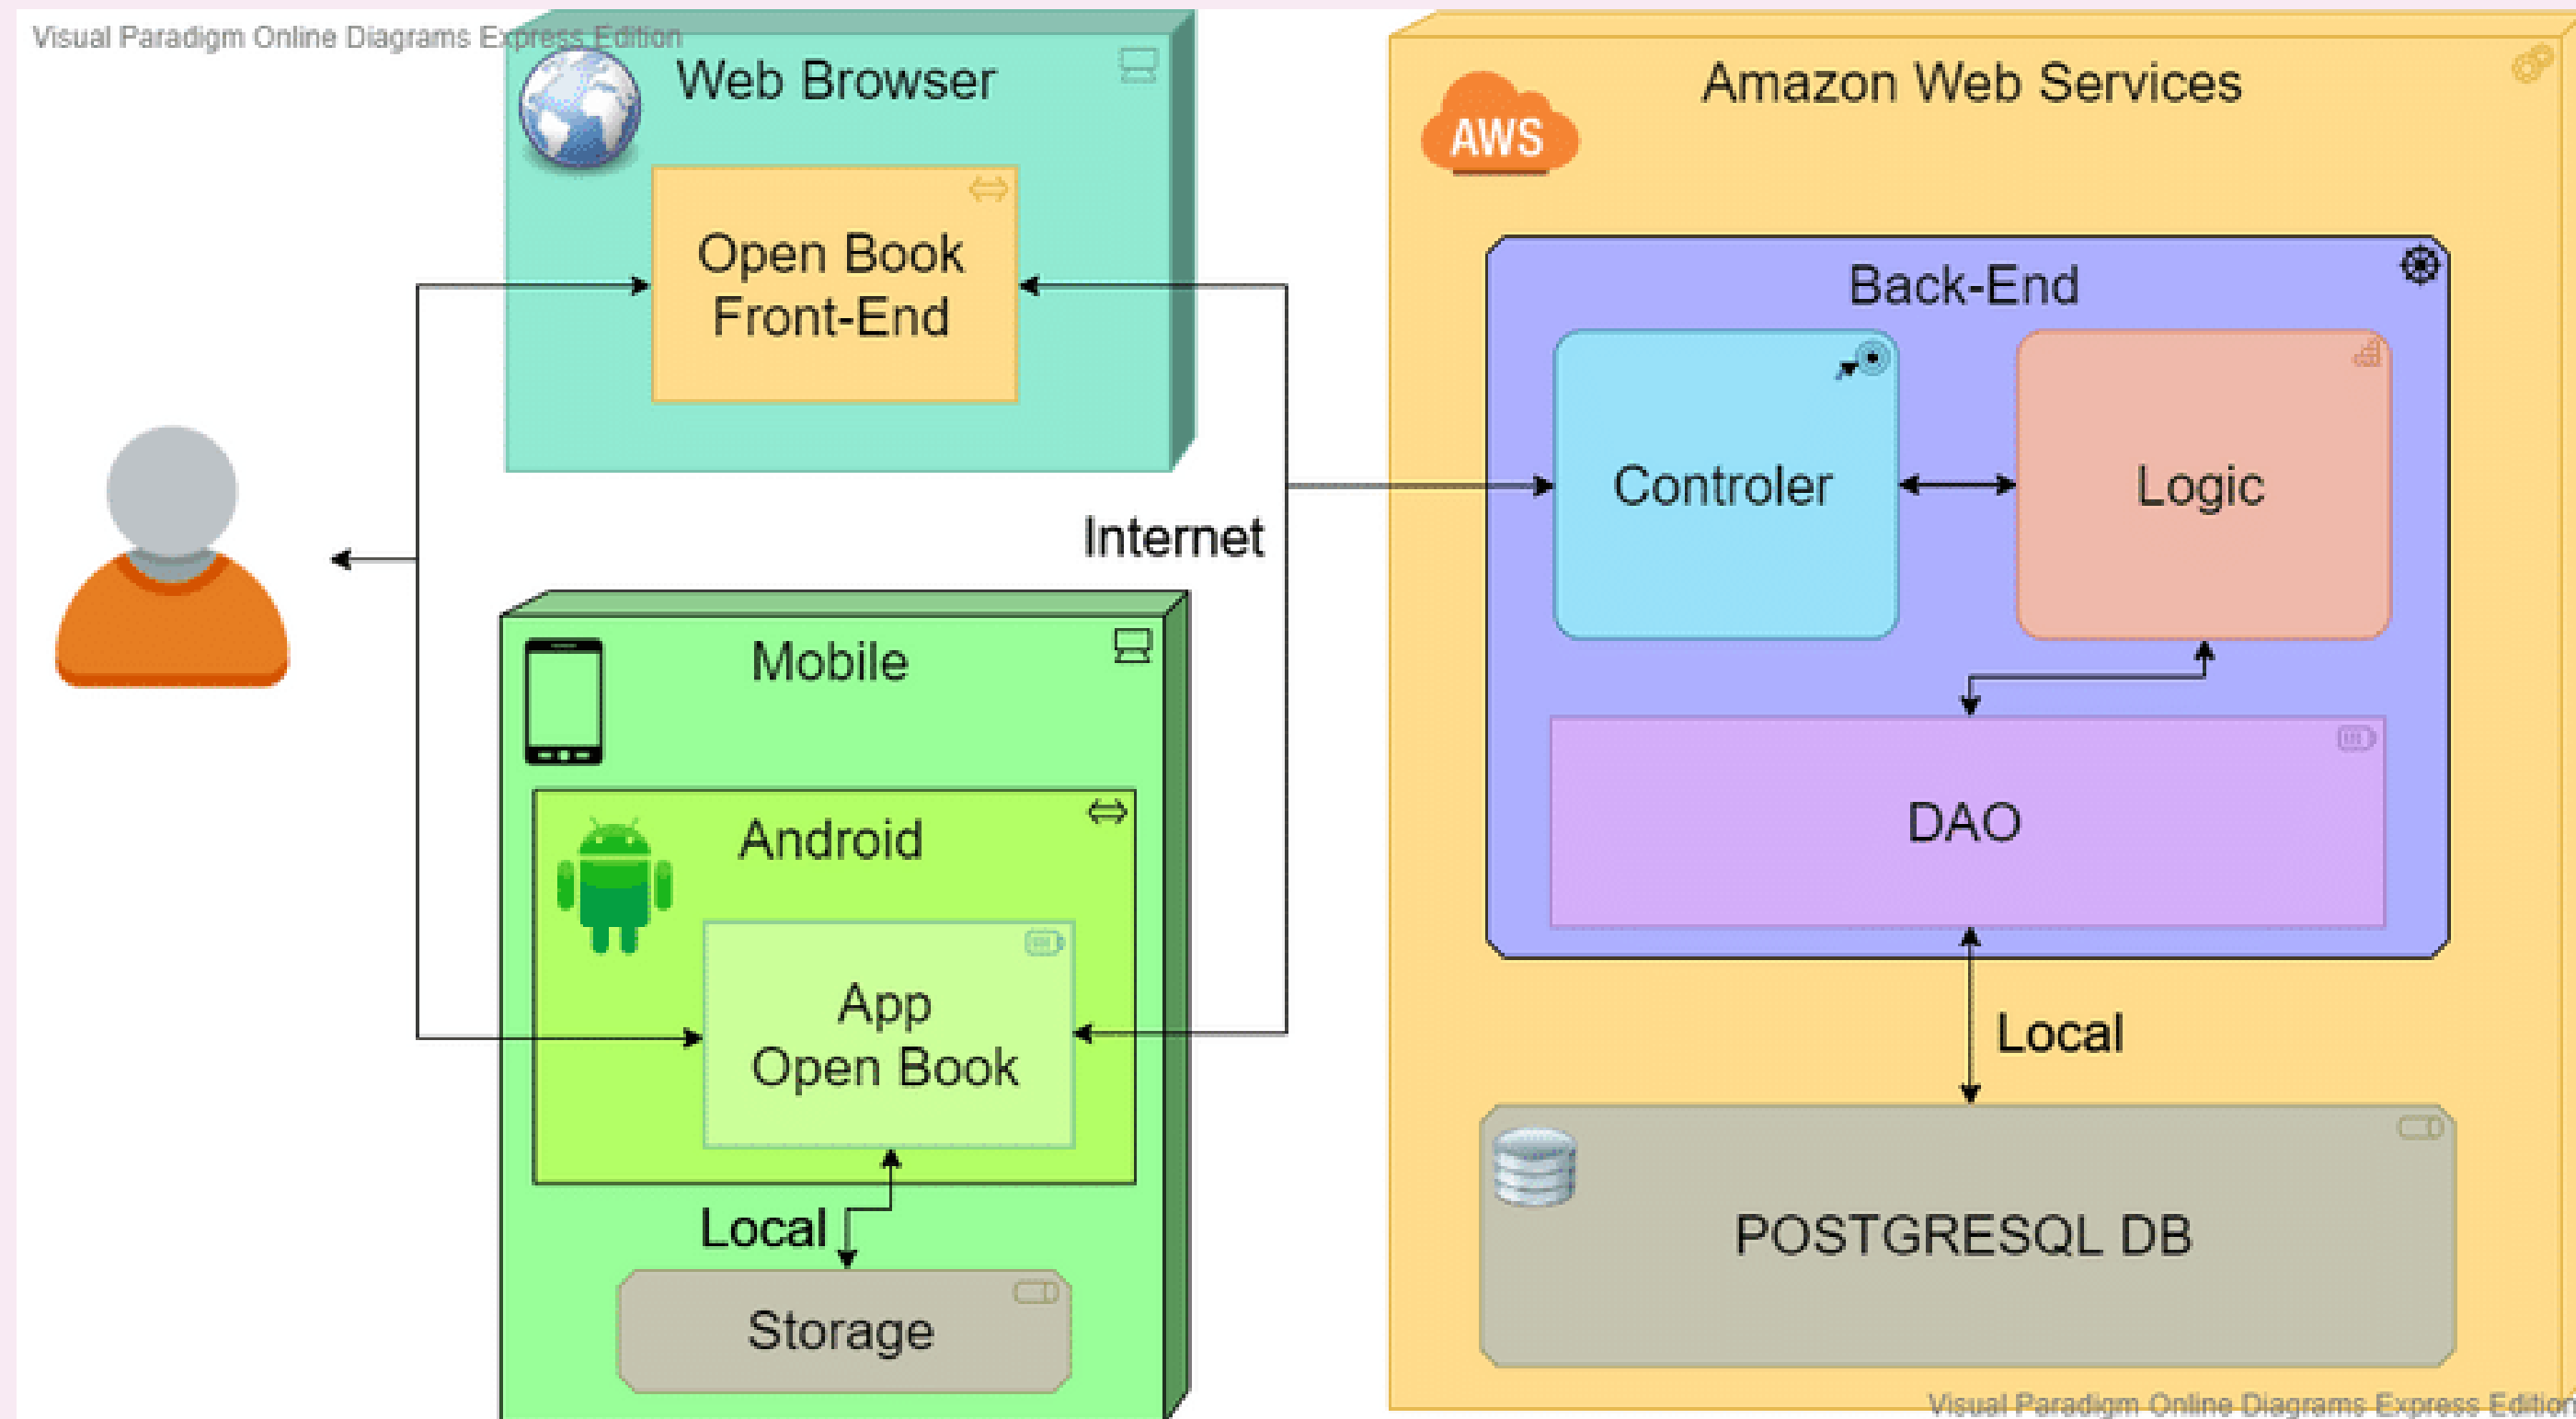 Visual Paradigm Online Diagrams Express Edition
Web Browser
Open Book
Front-End
Amazon Web Services
AWS
Back-End
Controler
Logic
Internet
Mobile
Android
App
Open Book
DAO
Local
Local
Storage
POSTGRESQL DB
Visual Paradigm Online Diagrams Express Edition